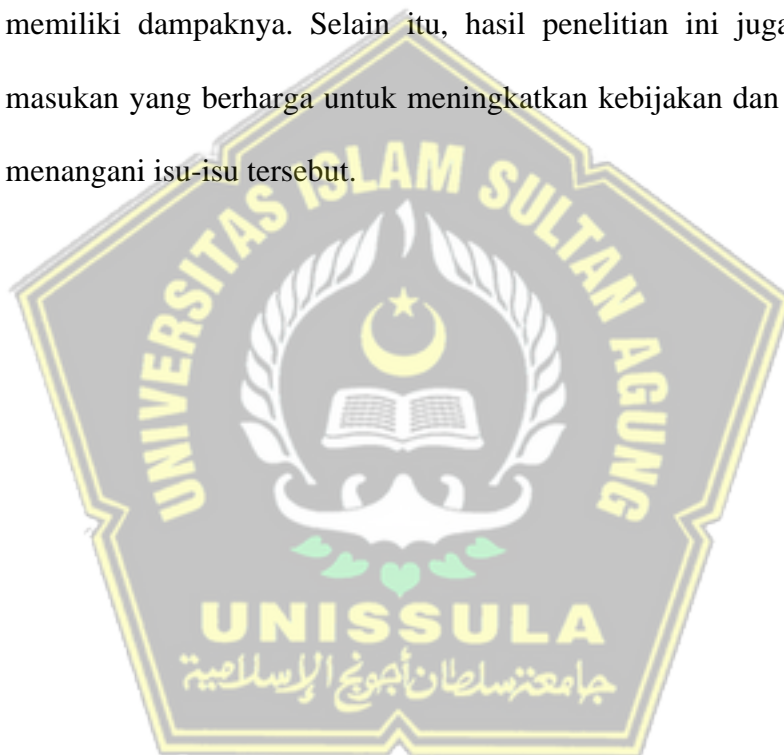 memiliki dampaknya. Selain itu, hasil penelitian ini juga
masukan yang berharga untuk meningkatkan kebijakan dan
menangani isu-isu tersebut.
UNIVERSITAS ISLAM SULTAN AGUNG
UNISSULA
جامعة سلطان أجونج الإسلامية